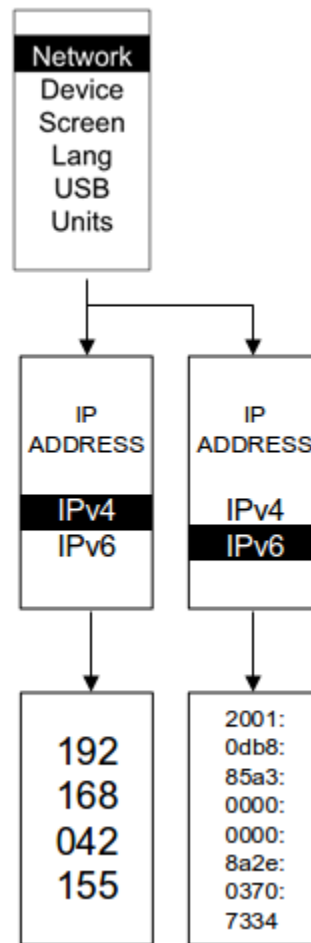 Network
Device
Screen
Lang
USB
Units
IP
ADDRESS
IPv4
IPv6
IP
ADDRESS
IPv4
IPv6
192
168
042
155
2001:
0db8:
85a3:
0000:
0000:
8a2e:
0370:
7334